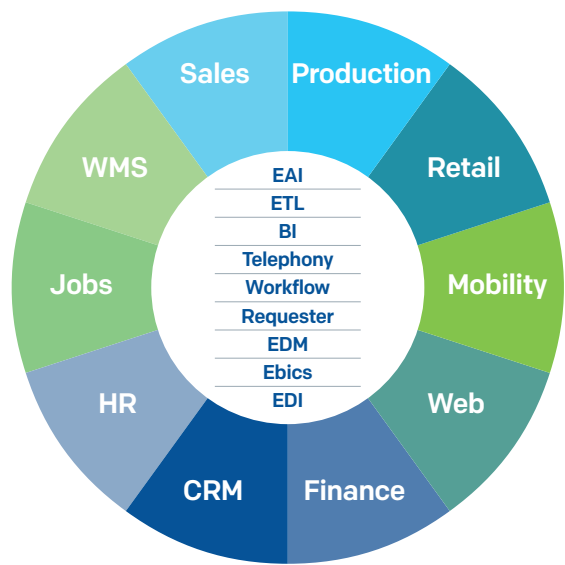 Sales
Production
WMS
Retail
Jobs
Mobility
HR
Web
CRM
Finance
EAI
ETL
BI
Telephony
Workflow
Requester
EDM
Ebics
EDI